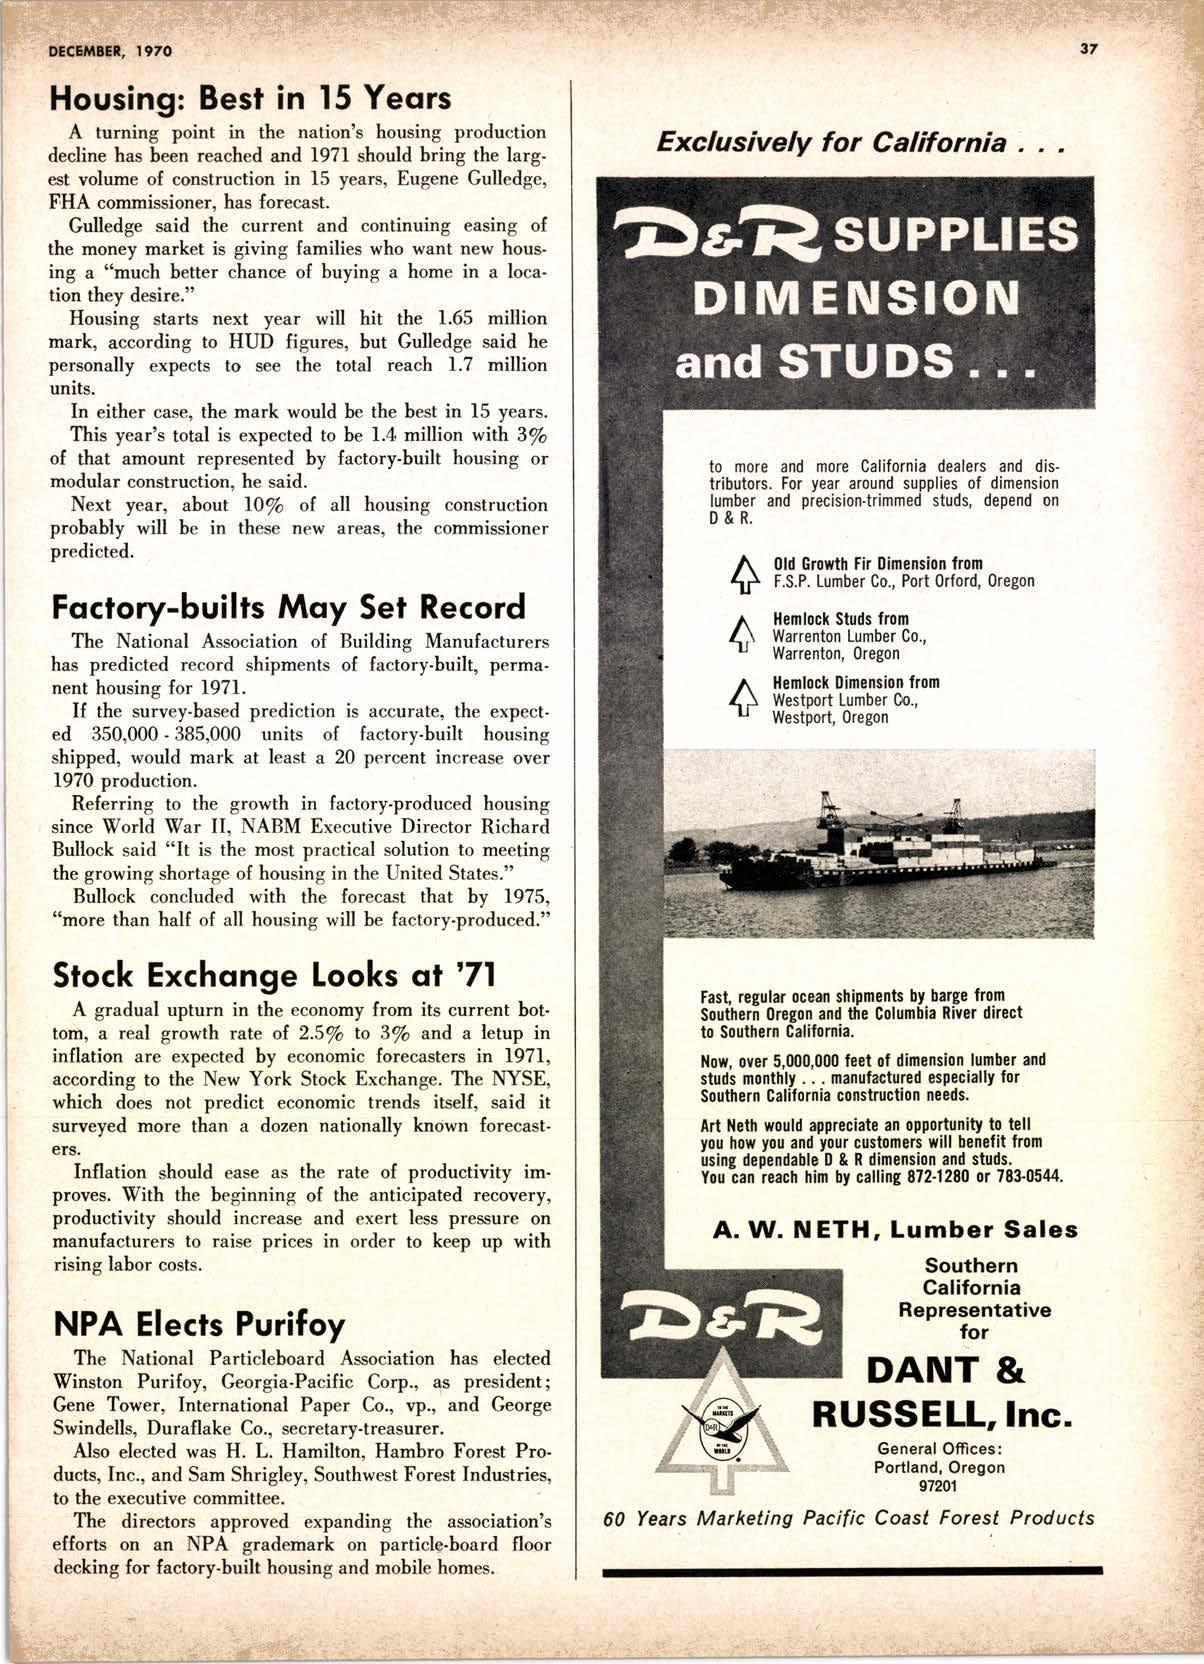 DECEMBER, 1970
37
Housing: Best in 15 Years
A turning point in the nation's housing production
decline has been reached and 1971 should bring the larg-
est volume of construction in 15 years, Eugene Gulledge,
FHA commissioner, has forecast.
Gulledge said the current and continuing easing of
the money market is giving families who want new hous-
ing a "much better chance of buying a home in a loca-
tion they desire."
Housing starts next year will hit the 1.65 million
mark, according to HUD figures, but Gulledge said he
personally expects to see the total reach 1.7 million
units.
In either case, the mark would be the best in 15 years.
This year's total is expected to be 1.4 million with 3%
of that amount represented by factory-built housing or
modular construction, he said.
Next year, about 10% of all housing construction
probably will be in these new areas, the commissioner
predicted.
Factory-builts May Set Record
The National Association of Building Manufacturers
has predicted record shipments of factory-built, perma-
nent housing for 1971.
If the survey-based prediction is accurate, the expect-
ed 350,000 - 385,000 units of factory-built housing
shipped, would mark at least a 20 percent increase over
1970 production.
Referring to the growth in factory-produced housing
since World War II, NABM Executive Director Richard
Bullock said "It is the most practical solution to meeting
the growing shortage of housing in the United States."
Bullock concluded with the forecast that by 1975,
"more than half of all housing will be factory-produced."
Stock Exchange Looks at '71
A gradual upturn in the economy from its current bot-
tom, a real growth rate of 2.5% to 3% and a letup in
inflation are expected by economic forecasters in 1971,
according to the New York Stock Exchange. The NYSE,
which does not predict economic trends itself, said it
surveyed more than a dozen nationally known forecast-
ers.
Inflation should ease as the rate of productivity im-
proves. With the beginning of the anticipated recovery,
productivity should increase and exert less pressure on
manufacturers to raise prices in order to keep up with
rising labor costs.
NPA Elects Purifoy
The National Particleboard Association has elected
Winston Purifoy, Georgia-Pacific Corp., as president;
Gene Tower, International Paper Co., vp., and George
Swindells, Duraflake Co., secretary-treasurer.
Also elected was H. L. Hamilton, Hambro Forest Pro-
ducts, Inc., and Sam Shrigley, Southwest Forest Industries,
to the executive committee.
The directors approved expanding the association's
efforts on an NPA grademark on particle-board floor
decking for factory-built housing and mobile homes.
Exclusively for California . . .
D&R SUPPLIES
DIMENSION
and STUDS . . .
to more and more California dealers and dis-
tributors. For year around supplies of dimension
lumber and precision-trimmed studs, depend on
D & R.
Old Growth Fir Dimension from
F.S.P. Lumber Co., Port Orford, Oregon
Hemlock Studs from
Warrenton Lumber Co.,
Warrenton, Oregon
Hemlock Dimension from
Westport Lumber Co.,
Westport, Oregon
Fast, regular ocean shipments by barge from
Southern Oregon and the Columbia River direct
to Southern California.
Now, over 5,000,000 feet of dimension lumber and
studs monthly . . . manufactured especially for
Southern California construction needs.
Art Neth would appreciate an opportunity to tell
you how you and your customers will benefit from
using dependable D & R dimension and studs.
You can reach him by calling 872-1280 or 783-0544.
A. W. NETH, Lumber Sales
Southern
California
Representative
for
DANT &
RUSSELL, Inc.
General Offices:
Portland, Oregon
97201
D&R
TO THE
MARKETS
D&R
OF THE
WORLD
60 Years Marketing Pacific Coast Forest Products